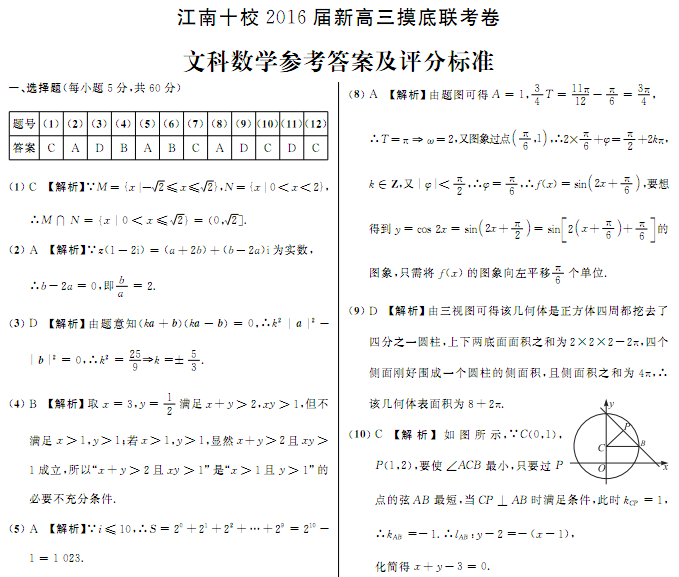 江南十校 2016 届新高三摸底联考卷
文科数学参考答案及评分标准
一、选择题(每小题 5 分,共 60 分)
题号 (1) (2) (3) (4) (5) (6) (7) (8) (9) (10) (11) (12)
答案 C A D B A B C A D C D C
(1) C 【解析】∵M = {x|-√2≤x≤√2}, N = {x|0<x<2},
∴M∩N = {x|0<x≤√2} = (0,√2].
(2) A 【解析】∵z(1-2i) = (a+2b)+(b-2a)i 为实数,
∴b-2a = 0,即 b/a = 2.
(3) D 【解析】由题意知(ka+b)(ka-b) = 0,∴k²|a|²-
|b|² = 0,∴k² = 25/9⇒k=±5/3.
(4) B 【解析】取 x = 3, y = 1/2 满足 x+y>2, xy>1,但不
满足 x>1, y>1;若 x>1, y>1,显然 x+y>2 且 xy>
1 成立,所以“x+y>2 且 xy>1”是“x>1 且 y>1”的
必要不充分条件.
(5) A 【解析】∵i≤10,∴S = 2⁰+2¹+2²+…+2⁹ = 2¹⁰-
1 = 1 023.
(8) A 【解析】由题图可得 A = 1, 3/4 T = 11π/12 - π/6 = 3π/4,
∴T = π⇒ω = 2,又图象过点(π/6,1),∴2×π/6+φ = π/2+2kπ,
k∈Z,又|φ|<π/2,∴φ = π/6,∴f(x) = sin(2x+π/6),要想
得到 y = cos 2x = sin(2x+π/2) = sin[2(x+π/6)+π/6]的
图象,只需将 f(x) 的图象向左平移 π/6 个单位.
(9) D 【解析】由三视图可得该几何体是正方体四周都挖去了
四分之一圆柱,上下两底面面积之和为 2×2×2-2π,四个
侧面刚好围成一个圆柱的侧面积,且侧面积之和为 4π,∴
该几何体表面积为 8+2π.
(10) C 【解析】如图所示,∵C(0,1),
P(1,2),要使∠ACB 最小,只要过 P
点的弦 AB 最短,当 CP⊥AB 时满足条件,此时 k_CP = 1,
∴k_AB = -1.∴l_AB: y-2 = -(x-1),
化简得 x+y-3 = 0.
y
P
C
B
O
x